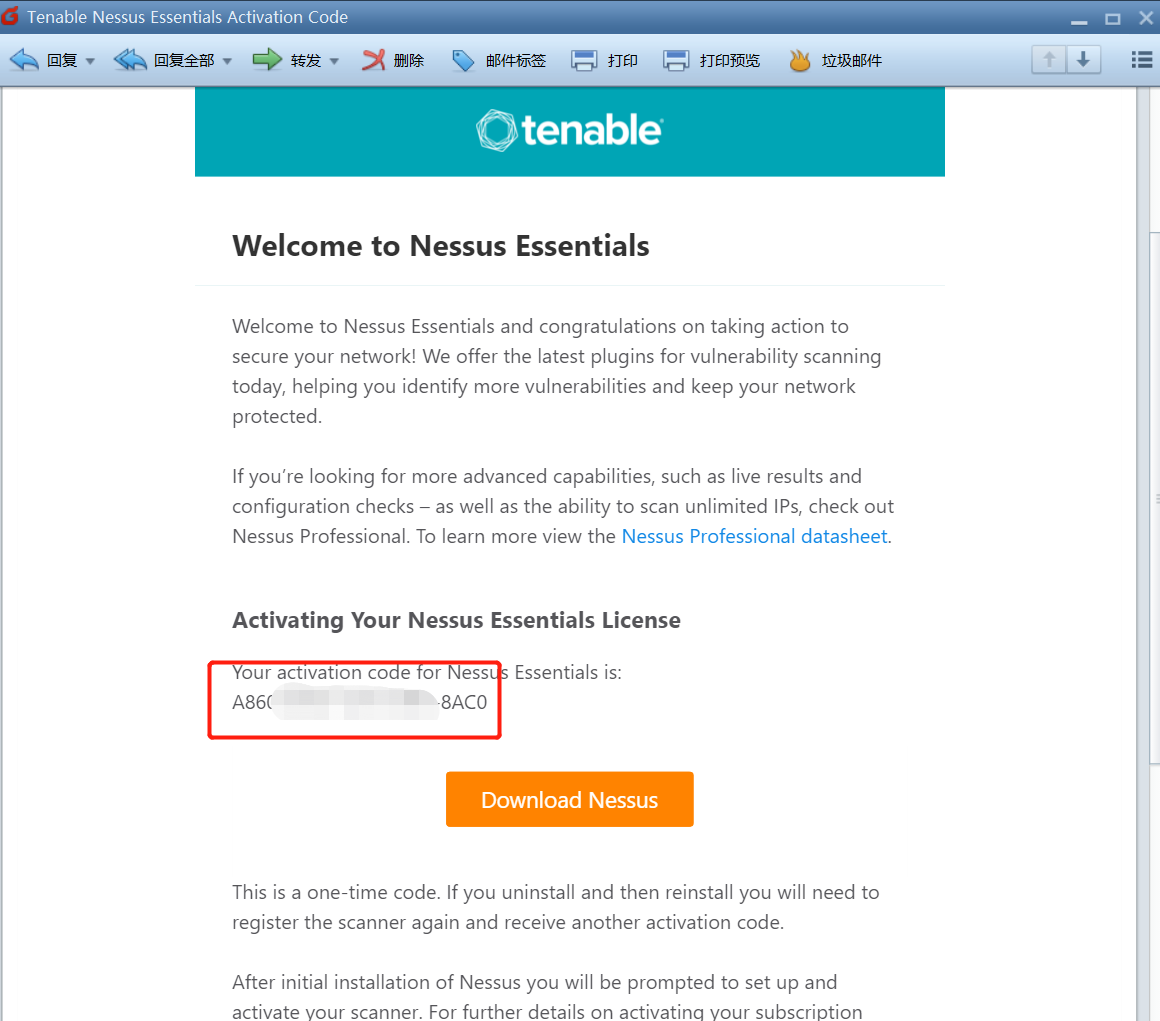 Tenable Nessus Essentials Activation Code
回复 回复全部 转发 删除 邮件标签 打印 打印预览 垃圾邮件
tenable
Welcome to Nessus Essentials
Welcome to Nessus Essentials and congratulations on taking action to
secure your network! We offer the latest plugins for vulnerability scanning
today, helping you identify more vulnerabilities and keep your network
protected.
If you’re looking for more advanced capabilities, such as live results and
configuration checks – as well as the ability to scan unlimited IPs, check out
Nessus Professional. To learn more view the Nessus Professional datasheet.
Activating Your Nessus Essentials License
Your activation code for Nessus Essentials is:
A860 -8AC0
Download Nessus
This is a one-time code. If you uninstall and then reinstall you will need to
register the scanner again and receive another activation code.
After initial installation of Nessus you will be prompted to set up and
activate your scanner. For further details on activating your subscription